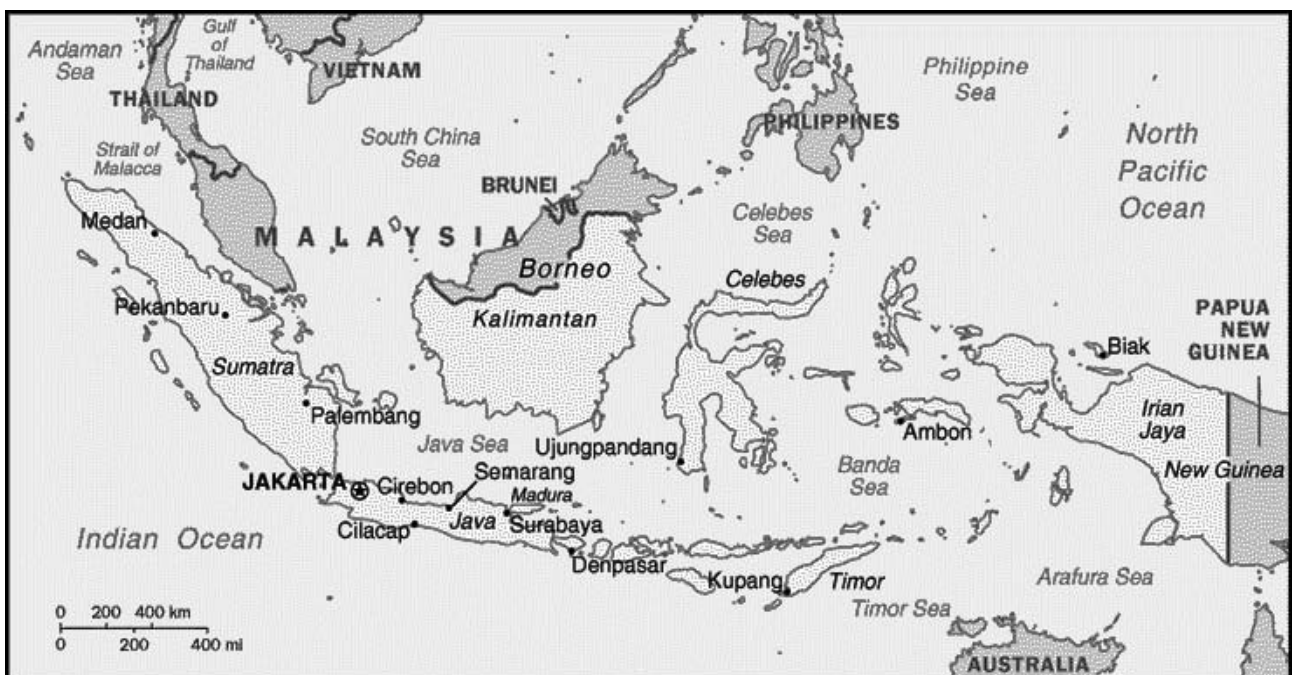 Andaman
Sea
Gulf
of
Thailand
VIETNAM
THAILAND
Philippine
Sea
PHILIPPINES
South China
Sea
North
Pacific
Ocean
Strait of
Malacca
BRUNEI
Medan
MALAYSIA
Celebes
Sea
Borneo
Celebes
Pekanbaru
Kalimantan
PAPUA
NEW
GUINEA
Biak
Sumatra
Palembang
Irian
Jaya
Ambon
Java Sea
Ujungpandang
Banda
Sea
New Guinea
Semarang
JAKARTA
Cirebon
Madura
Java
Surabaya
Cilacap
Indian Ocean
Denpasar
Kupang
Timor
Arafura Sea
Timor Sea
0 200 400 km
0 200 400 mi
AUSTRALIA